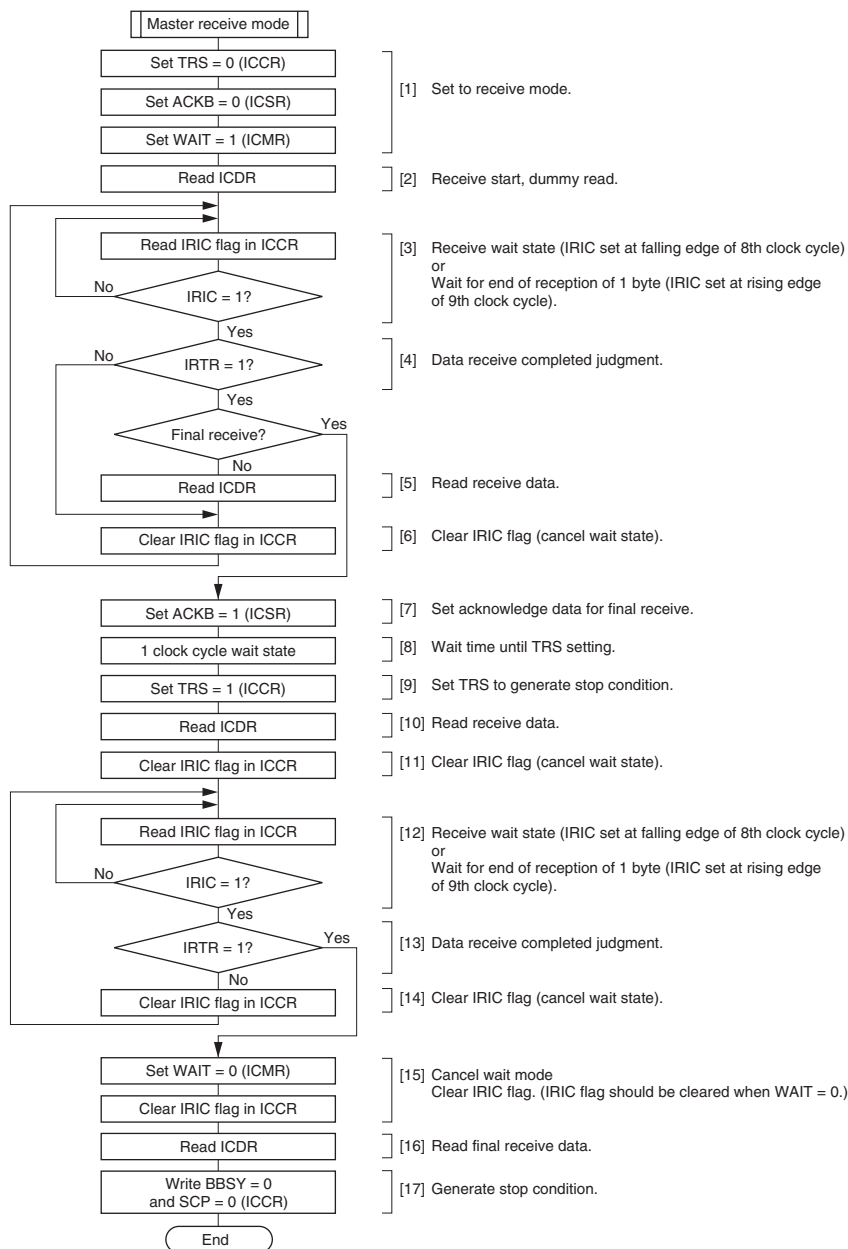 Master receive mode
Set TRS = 0 (ICCR)
Set ACKB = 0 (ICSR)
[1] Set to receive mode.
Set WAIT = 1 (ICMR)
Read ICDR
[2] Receive start, dummy read.
Read IRIC flag in ICCR
[3] Receive wait state (IRIC set at falling edge of 8th clock cycle)
or
Wait for end of reception of 1 byte (IRIC set at rising edge
of 9th clock cycle).
No
IRIC = 1?
Yes
No
IRTR = 1?
[4] Data receive completed judgment.
Yes
Final receive?
Yes
No
Read ICDR
[5] Read receive data.
Clear IRIC flag in ICCR
[6] Clear IRIC flag (cancel wait state).
Set ACKB = 1 (ICSR)
[7] Set acknowledge data for final receive.
1 clock cycle wait state
[8] Wait time until TRS setting.
Set TRS = 1 (ICCR)
[9] Set TRS to generate stop condition.
Read ICDR
[10] Read receive data.
Clear IRIC flag in ICCR
[11] Clear IRIC flag (cancel wait state).
Read IRIC flag in ICCR
[12] Receive wait state (IRIC set at falling edge of 8th clock cycle)
or
Wait for end of reception of 1 byte (IRIC set at rising edge
of 9th clock cycle).
No
IRIC = 1?
Yes
IRTR = 1?
Yes
[13] Data receive completed judgment.
No
Clear IRIC flag in ICCR
[14] Clear IRIC flag (cancel wait state).
Set WAIT = 0 (ICMR)
[15] Cancel wait mode
Clear IRIC flag. (IRIC flag should be cleared when WAIT = 0.)
Clear IRIC flag in ICCR
Read ICDR
[16] Read final receive data.
Write BBSY = 0
and SCP = 0 (ICCR)
[17] Generate stop condition.
End